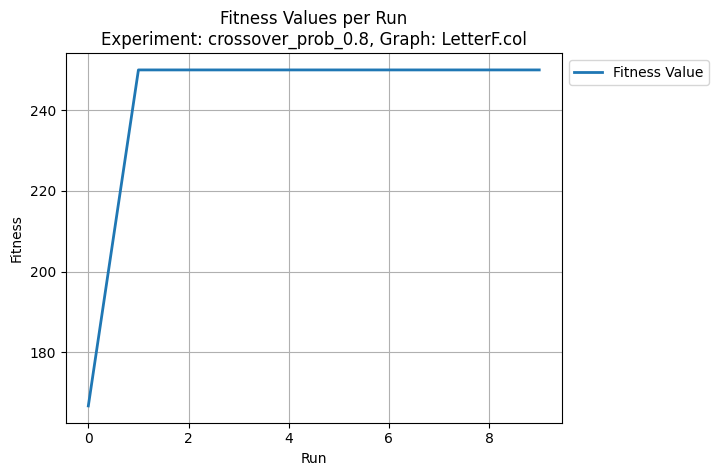 Fitness Values per Run
Experiment: crossover_prob_0.8, Graph: LetterF.col
Fitness Value
240
220
200
180
Fitness
0 2 4 6 8
Run